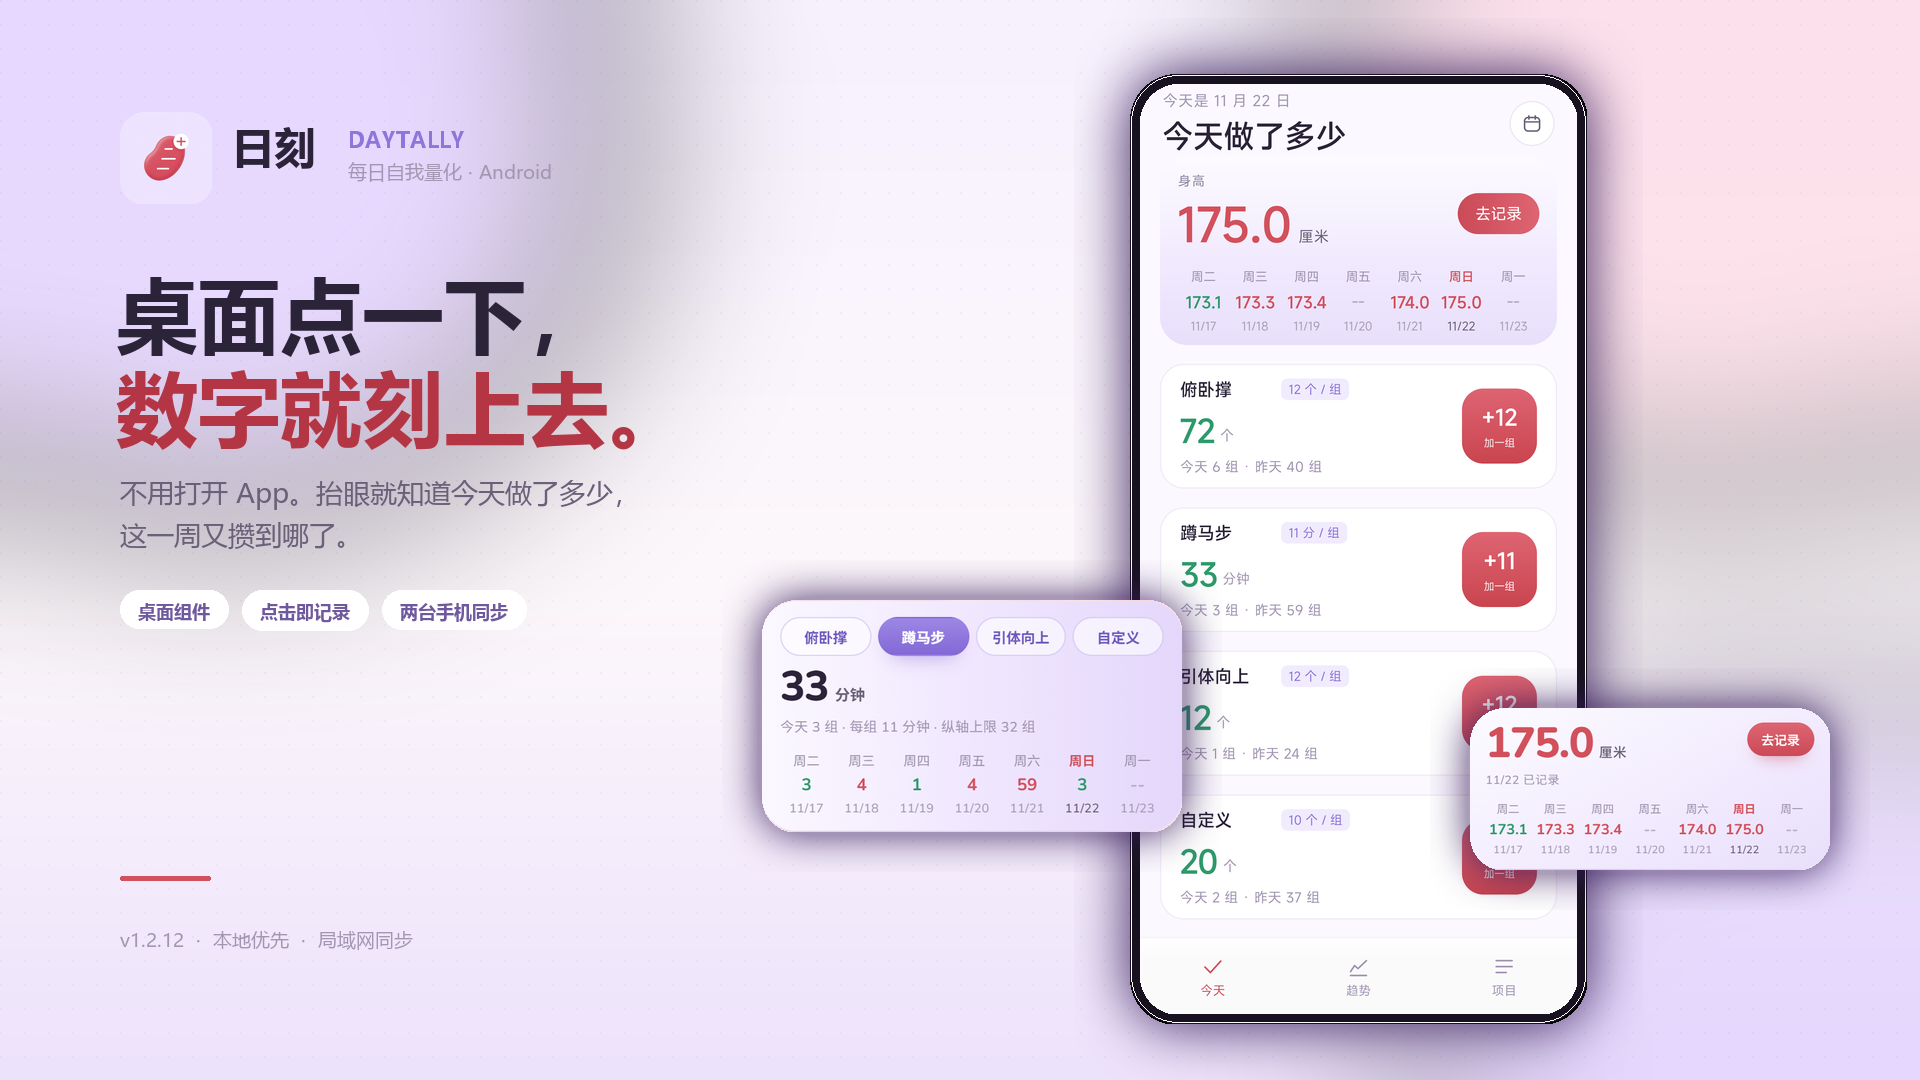 日刻
DAYTALLY
每日自我量化 · Android
桌面点一下，
数字就刻上去。
不用打开 App。抬眼就知道今天做了多少，
这一周又攒到哪了。
桌面组件 点击即记录 两台手机同步
v1.2.12 · 本地优先 · 局域网同步
今天是 11 月 22 日
今天做了多少
身高
175.0 厘米
去记录
周二 周三 周四 周五 周六 周日 周一
173.1 173.3 173.4 -- 174.0 175.0 --
11/17 11/18 11/19 11/20 11/21 11/22 11/23
俯卧撑 12 个 / 组
72 个
今天 6 组 · 昨天 40 组
+12
加一组
蹲马步 11 分 / 组
33 分钟
今天 3 组 · 昨天 59 组
+11
加一组
引体向上 12 个 / 组
12 个
今天 1 组 · 昨天 24 组
+12
自定义 10 个 / 组
20 个
今天 2 组 · 昨天 37 组
加一组
今天 趋势 项目
俯卧撑 蹲马步 引体向上 自定义
33 分钟
今天 3 组 · 每组 11 分钟 · 纵轴上限 32 组
周二 周三 周四 周五 周六 周日 周一
3 4 1 4 59 3 --
11/17 11/18 11/19 11/20 11/21 11/22 11/23
175.0 厘米
去记录
11/22 已记录
周二 周三 周四 周五 周六 周日 周一
173.1 173.3 173.4 -- 174.0 175.0 --
11/17 11/18 11/19 11/20 11/21 11/22 11/23